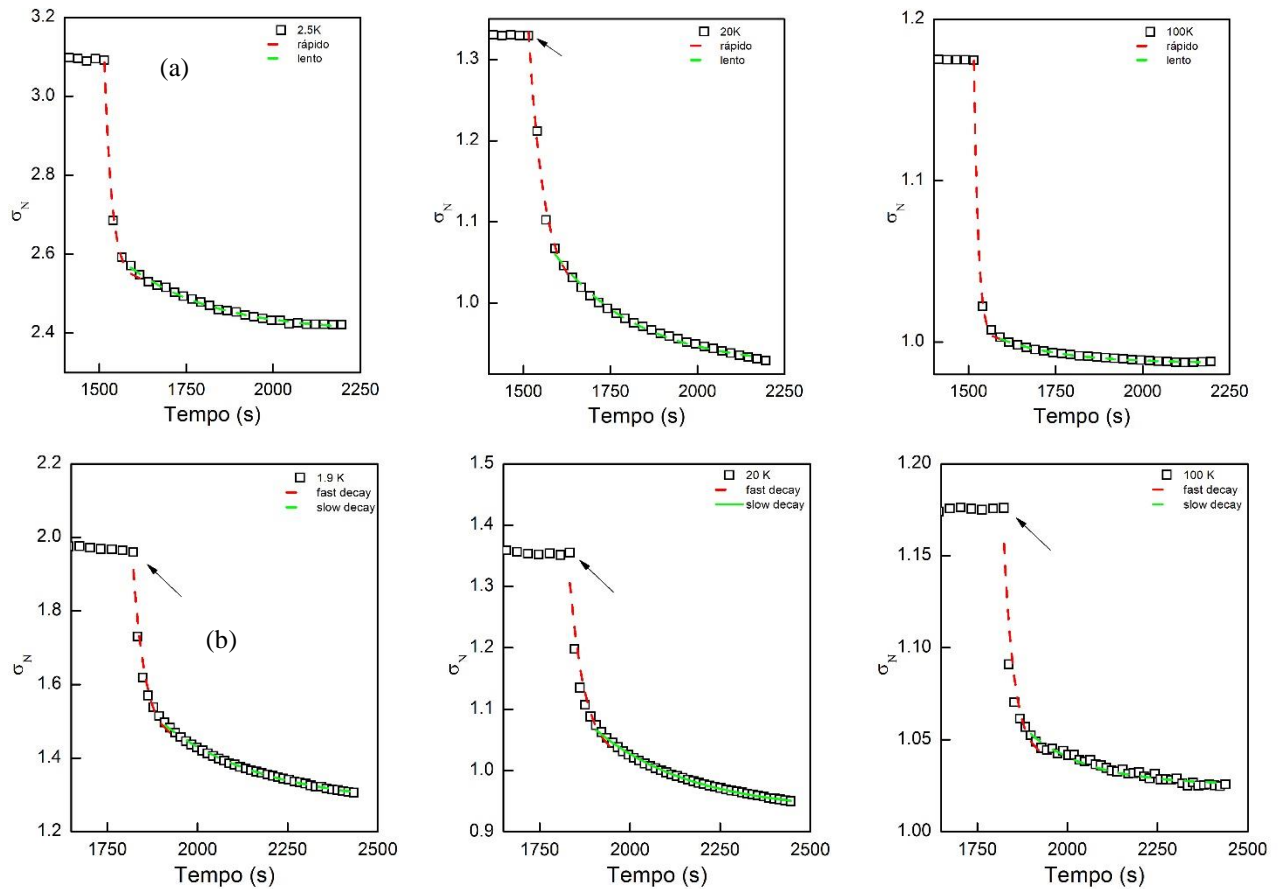 3.2
3.1
3.0
2.8
2.6
2.4
σN
1500 1750 2000 2250
Tempo (s)
2.5K
rápido
lento
(a)
1.3
1.2
1.1
1.0
σN
1500 1750 2000 2250
Tempo (s)
20K
rápido
lento
1.2
1.1
1.0
σN
1500 1750 2000 2250
Tempo (s)
100K
rápido
lento
2.2
2.0
1.8
1.6
1.4
1.2
σN
1750 2000 2250 2500
Tempo (s)
1.9 K
fast decay
slow decay
(b)
1.5
1.4
1.3
1.2
1.1
1.0
0.9
σN
1750 2000 2250 2500
Tempo (s)
20 K
fast decay
slow decay
1.20
1.15
1.10
1.05
1.00
σN
1750 2000 2250 2500
Tempo (s)
100 K
fast decay
slow decay